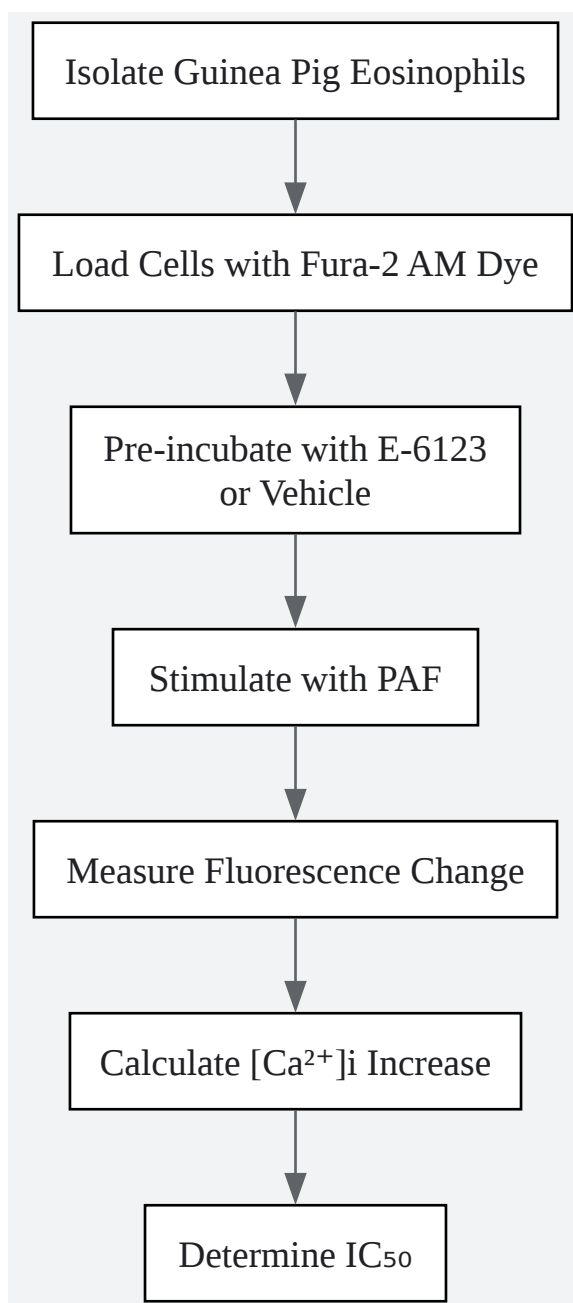 Isolate Guinea Pig Eosinophils
Load Cells with Fura-2 AM Dye
Pre-incubate with E-6123
or Vehicle
Stimulate with PAF
Measure Fluorescence Change
Calculate [Ca²⁺]i Increase
Determine IC₅₀